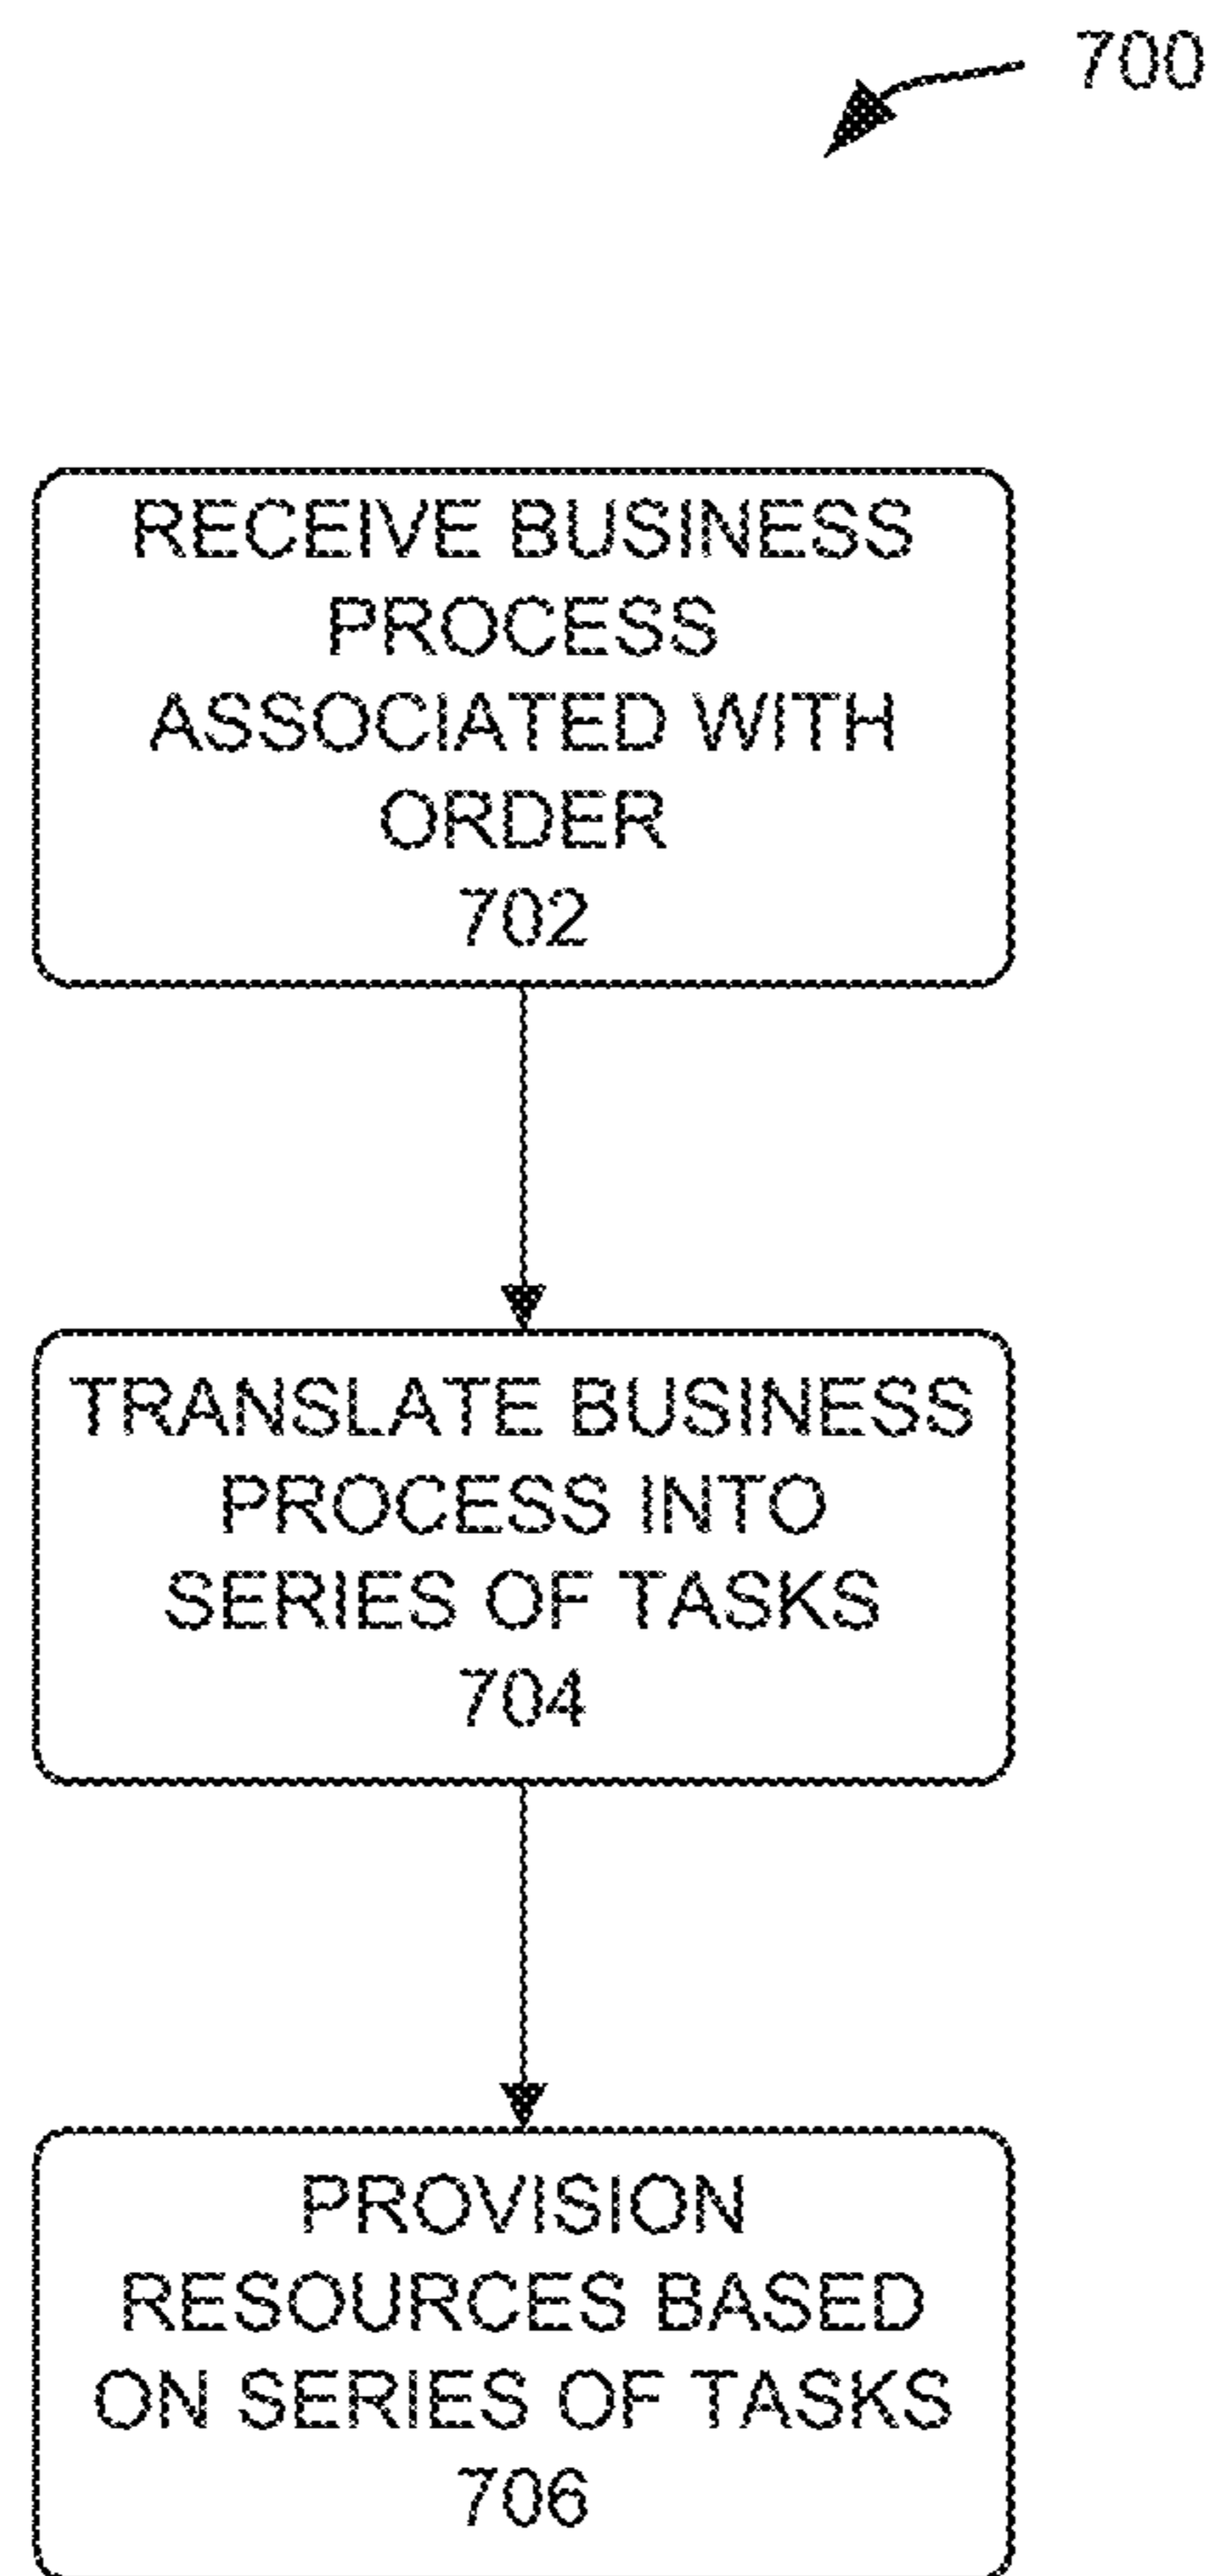 700
RECEIVE BUSINESS
PROCESS
ASSOCIATED WITH
ORDER
702
TRANSLATE BUSINESS
PROCESS INTO
SERIES OF TASKS
704
PROVISION
RESOURCES BASED
ON SERIES OF TASKS
706